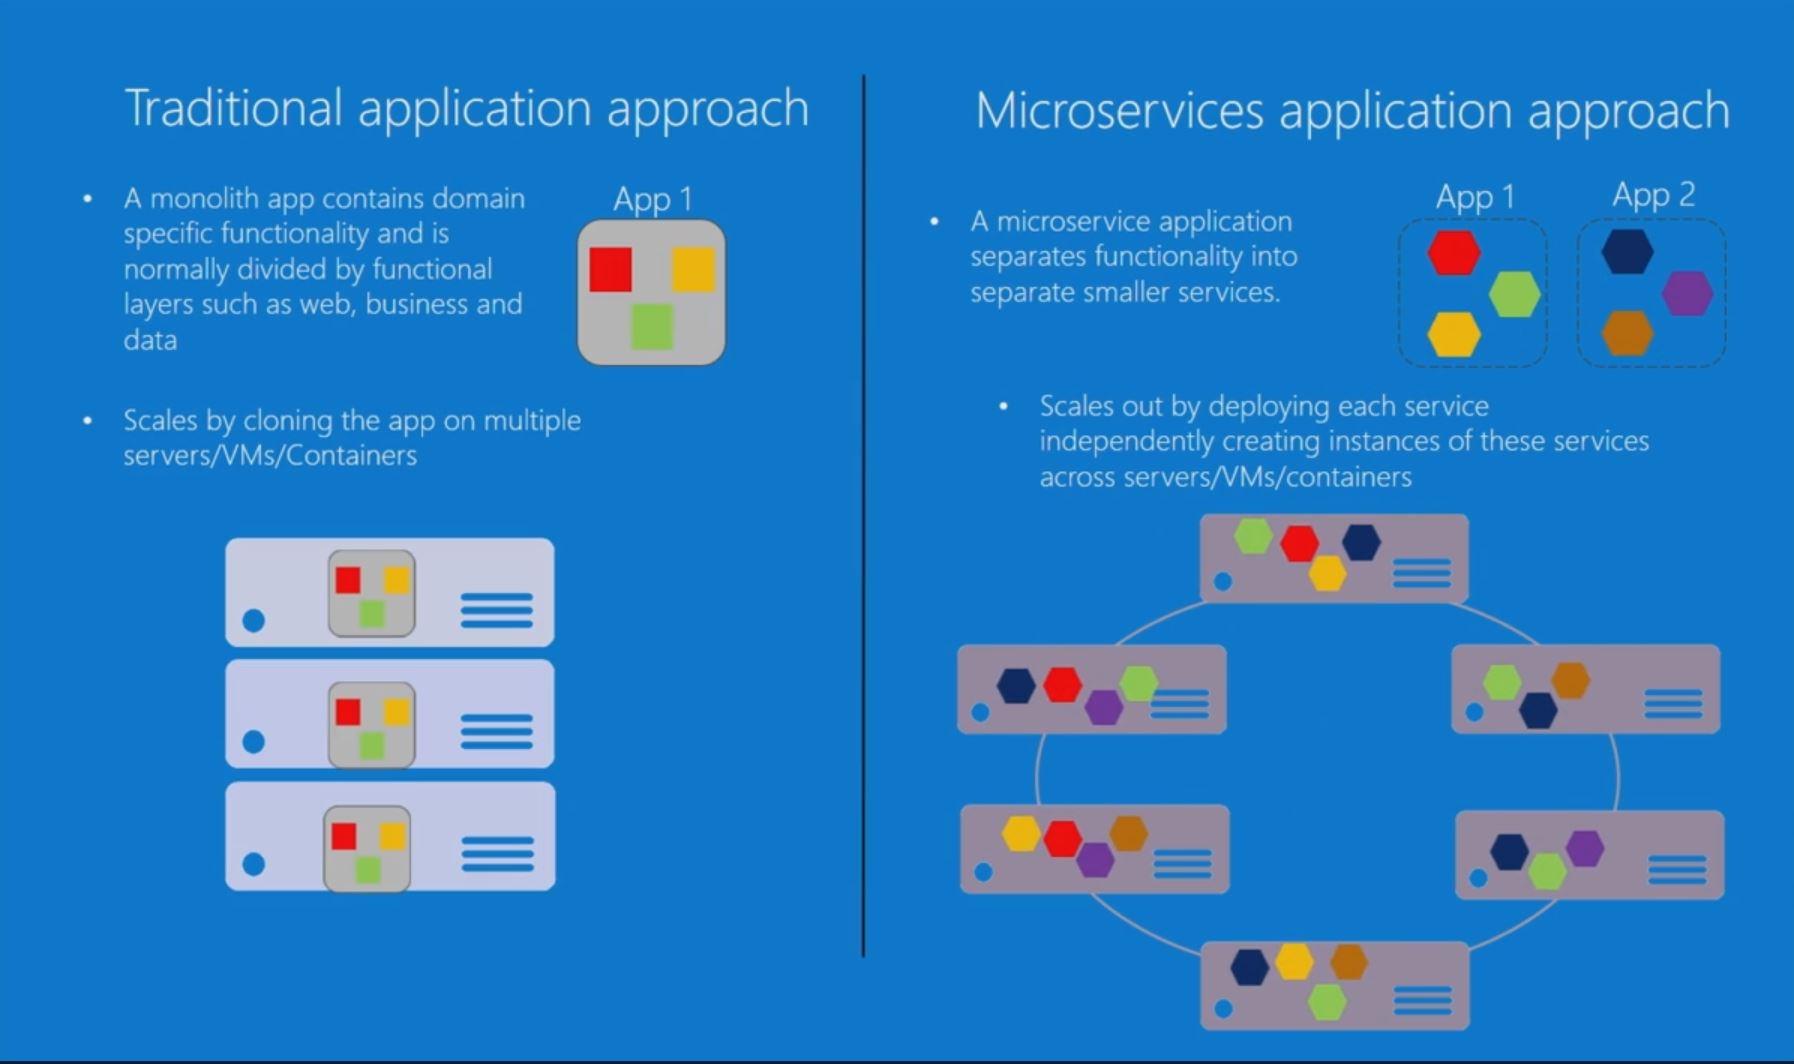 Traditional application approach
• A monolith app contains domain
specific functionality and is
normally divided by functional
layers such as web, business and
data
App 1
• Scales by cloning the app on multiple
servers/VMs/Containers
Microservices application approach
• A microservice application
separates functionality into
separate smaller services.
App 1
App 2
• Scales out by deploying each service
independently creating instances of these services
across servers/VMs/containers